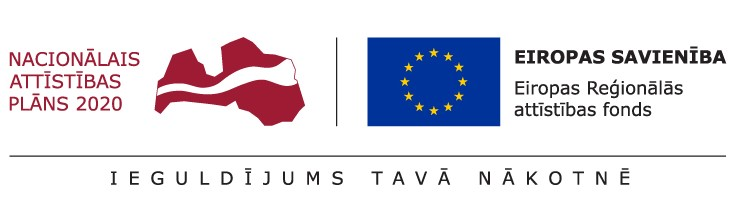 NACIONĀLAIS
ATTĪSTĪBAS
PLĀNS 2020
EIROPAS SAVIENĪBA
Eiropas Reģionālās
attīstības fonds
IEGULDĪJUMS TAVĀ NĀKOTNĒ